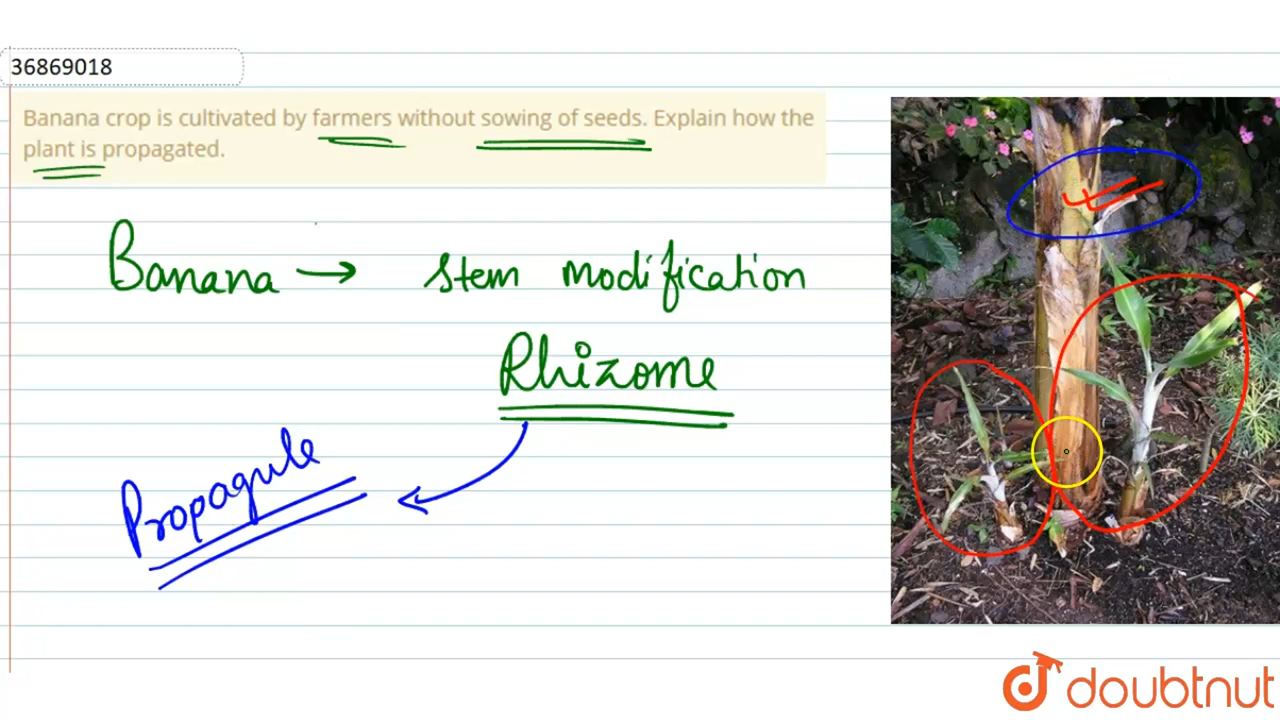 36869018
Banana crop is cultivated by farmers without sowing of seeds. Explain how the
plant is propagated.
Banana → stem modification
Rhizome
Propagule
doubtnut